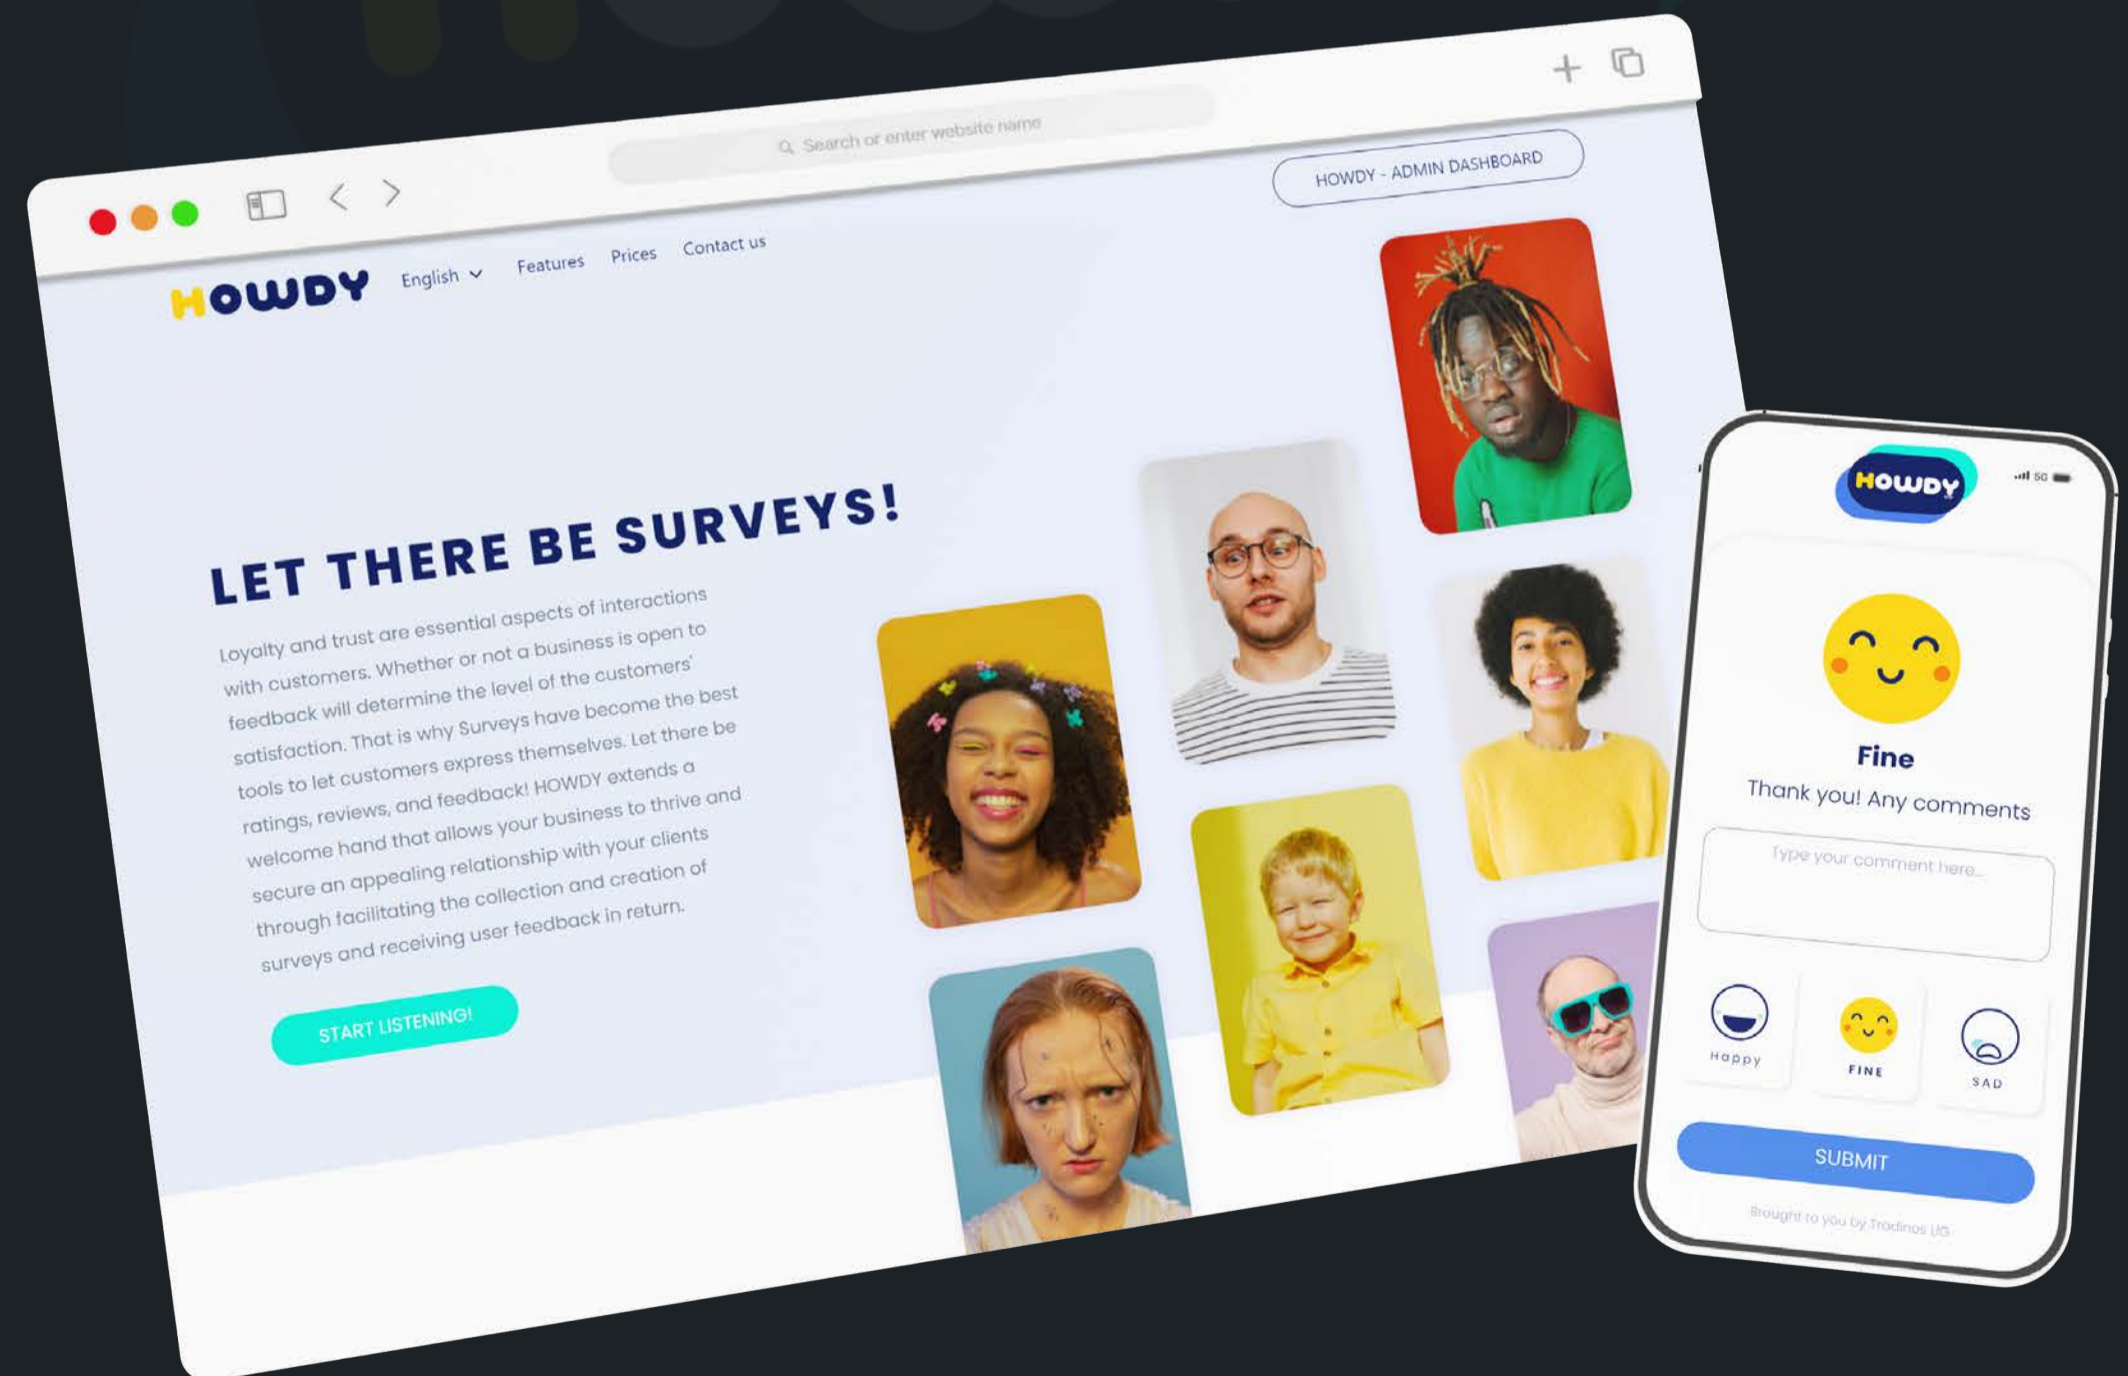 Search or enter website name
HOWDY - ADMIN DASHBOARD
HOWDY
English
Features
Prices
Contact us
LET THERE BE SURVEYS!
Loyalty and trust are essential aspects of interactions
with customers. Whether or not a business is open to
feedback will determine the level of the customers'
satisfaction. That is why Surveys have become the best
tools to let customers express themselves. Let there be
ratings, reviews, and feedback! HOWDY extends a
welcome hand that allows your business to thrive and
secure an appealing relationship with your clients
through facilitating the collection and creation of
surveys and receiving user feedback in return.
START LISTENING!
HOWDY
5G
Fine
Thank you! Any comments
Type your comment here...
Happy
FINE
SAD
SUBMIT
Brought to you by Tradinos UG